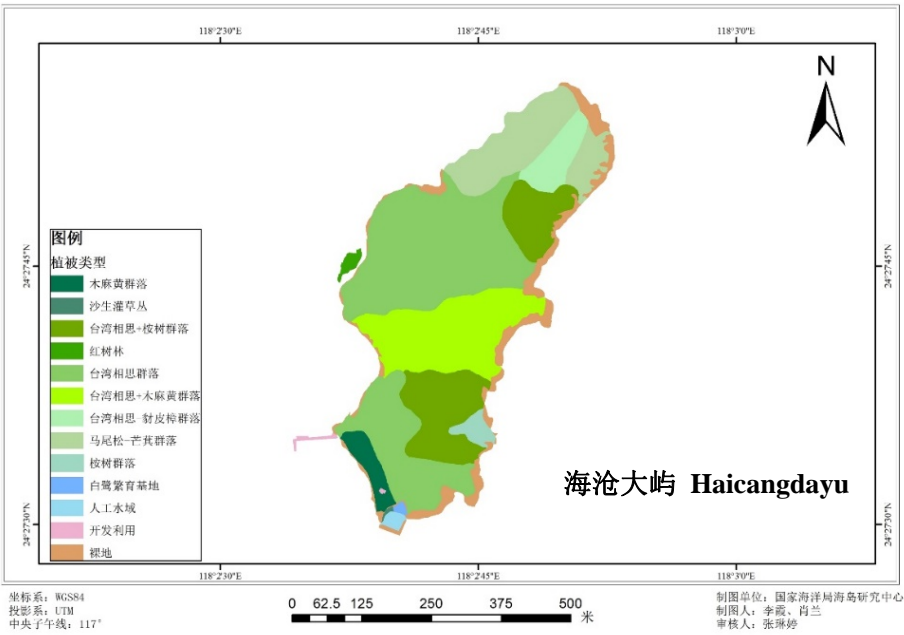 118°2'30"E
118°2'45"E
118°3'0"E
N
24°27'45"N
24°27'45"N
图例
植被类型
木麻黄群落
沙生灌草丛
台湾相思+桉树群落
红树林
台湾相思群落
台湾相思+木麻黄群落
台湾相思-豺皮樟群落
马尾松-芒萁群落
桉树群落
白鹭繁育基地
人工水域
开发利用
裸地
海沧大屿 Haicangdayu
24°27'30"N
24°27'30"N
118°2'30"E
118°2'45"E
118°3'0"E
坐标系: WGS84
投影系: UTM
中央子午线: 117°
0 62.5 125 250 375 500
米
制图单位: 国家海洋局海岛研究中心
制图人: 李霞、肖兰
审核人: 张琳婷